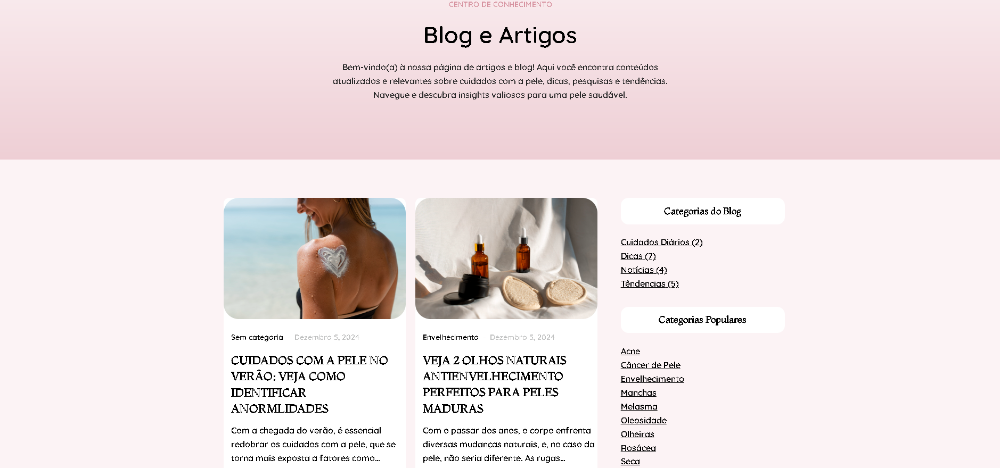 CENTRO DE CONHECIMENTO
Blog e Artigos
Bem-vindo(a) à nossa página de artigos e blog! Aqui você encontra conteúdos
atualizados e relevantes sobre cuidados com a pele, dicas, pesquisas e tendências.
Navegue e descubra insights valiosos para uma pele saudável.
Sem categoria Dezembro 5, 2024
CUIDADOS COM A PELE NO
VERÃO: VEJA COMO
IDENTIFICAR
ANORMLIDADES
Com a chegada do verão, é essencial
redobrar os cuidados com a pele, que se
torna mais exposta a fatores como...
Envelhecimento Dezembro 5, 2024
VEJA 2 OLHOS NATURAIS
ANTIENVELHECIMENTO
PERFEITOS PARA PELES
MADURAS
Com o passar dos anos, o corpo enfrenta
diversas mudanças naturais, e, no caso da
pele, não seria diferente. As rugas...
Categorias do Blog
Cuidados Diários (2)
Dicas (7)
Notícias (4)
Têndencias (5)
Categorias Populares
Acne
Câncer de Pele
Envelhecimento
Manchas
Melasma
Oleosidade
Olheiras
Rosácea
Seca